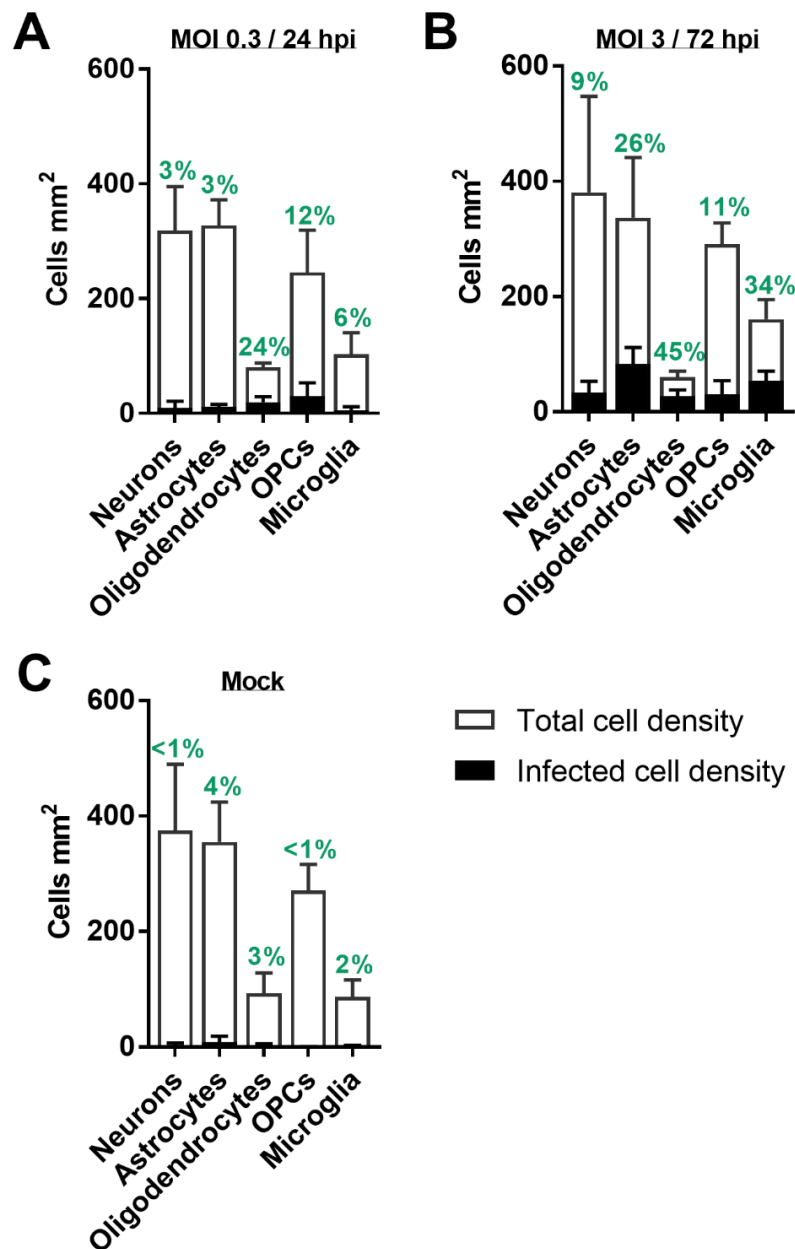 A
MOI 0.3 / 24 hpi
600
400
200
0
Cells mm²
3%
3%
24%
12%
6%
Neurons
Astrocytes
Oligodendrocytes
OPCs
Microglia
B
MOI 3 / 72 hpi
600
400
200
0
Cells mm²
9%
26%
45%
11%
34%
Neurons
Astrocytes
Oligodendrocytes
OPCs
Microglia
C
Mock
600
400
200
0
Cells mm²
<1%
4%
3%
<1%
2%
Neurons
Astrocytes
Oligodendrocytes
OPCs
Microglia
Total cell density
Infected cell density